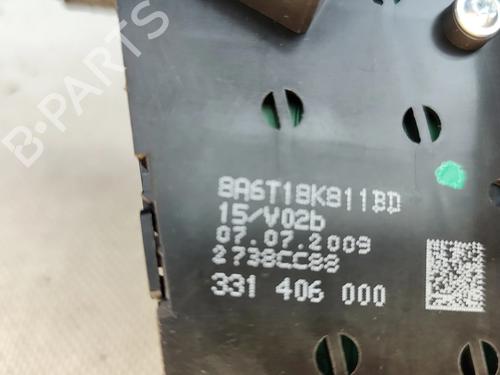 B-PARTS
8A6T18K811BD
15/V02b
07.07.2009
2738CC88
331 406 000